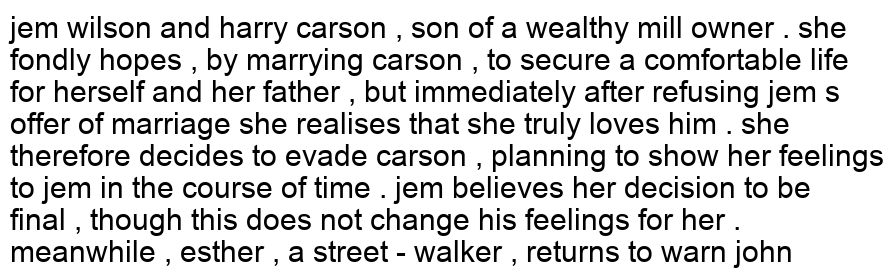 jem wilson and harry carson , son of a wealthy mill owner . she
fondly hopes , by marrying carson , to secure a comfortable life
for herself and her father , but immediately after refusing jem s
offer of marriage she realises that she truly loves him . she
therefore decides to evade carson , planning to show her feelings
to jem in the course of time . jem believes her decision to be
final , though this does not change his feelings for her .
meanwhile , esther , a street - walker , returns to warn john